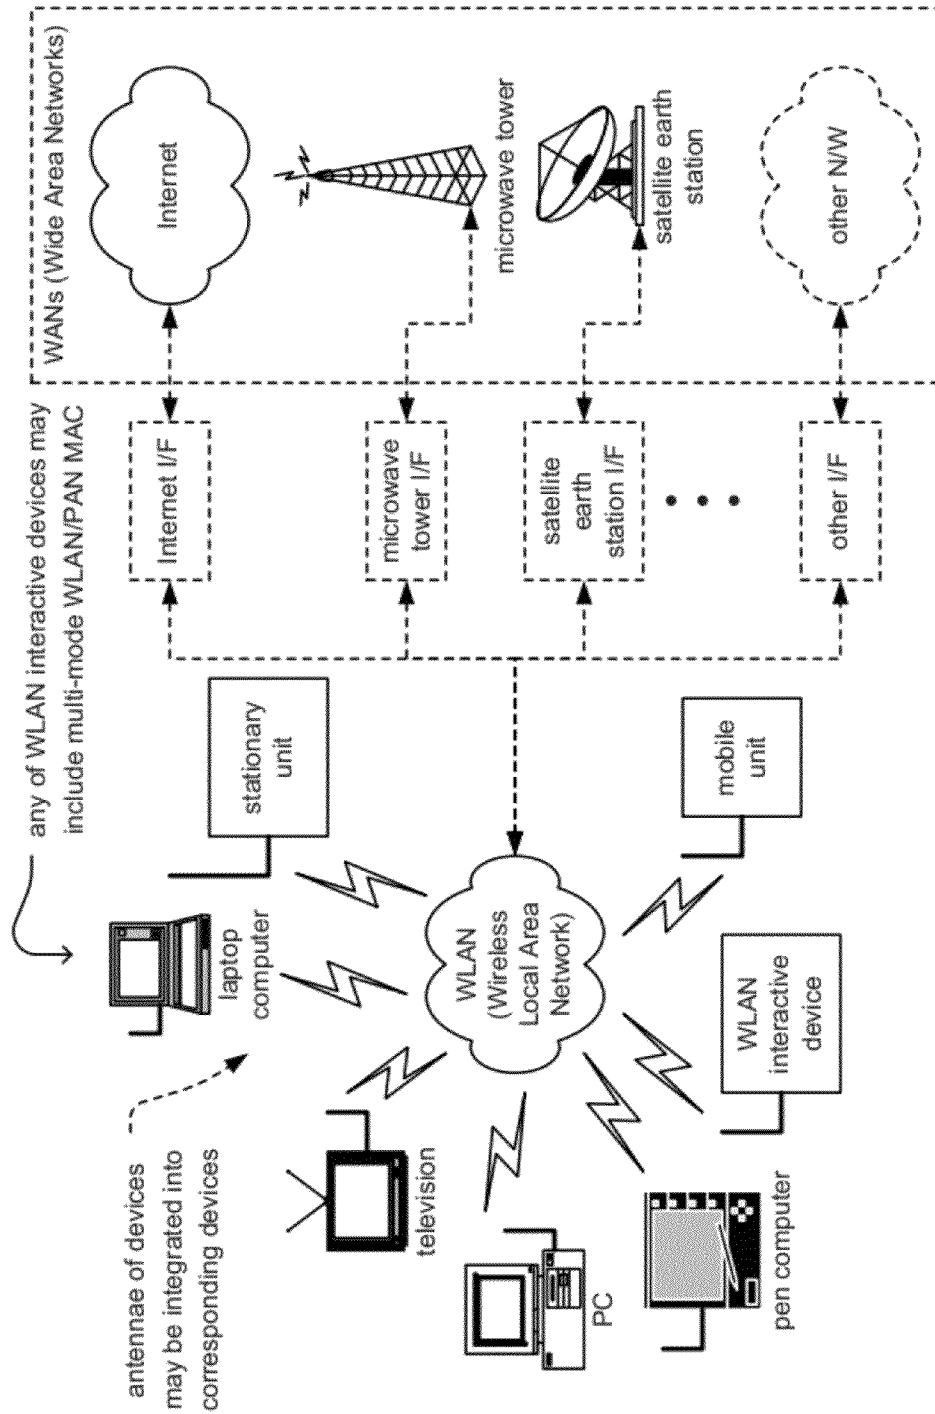 antennae of devices
may be integrated into
corresponding devices
any of WLAN interactive devices may
include multi-mode WLAN/PAN MAC
WANs (Wide Area Networks)
laptop
computer
stationary
unit
television
PC
pen computer
WLAN
interactive
device
mobile
unit
WLAN
(Wireless
Local Area
Network)
Internet I/F
microwave
tower I/F
satellite
earth
station I/F
other I/F
Internet
microwave tower
satellite earth
station
other N/W